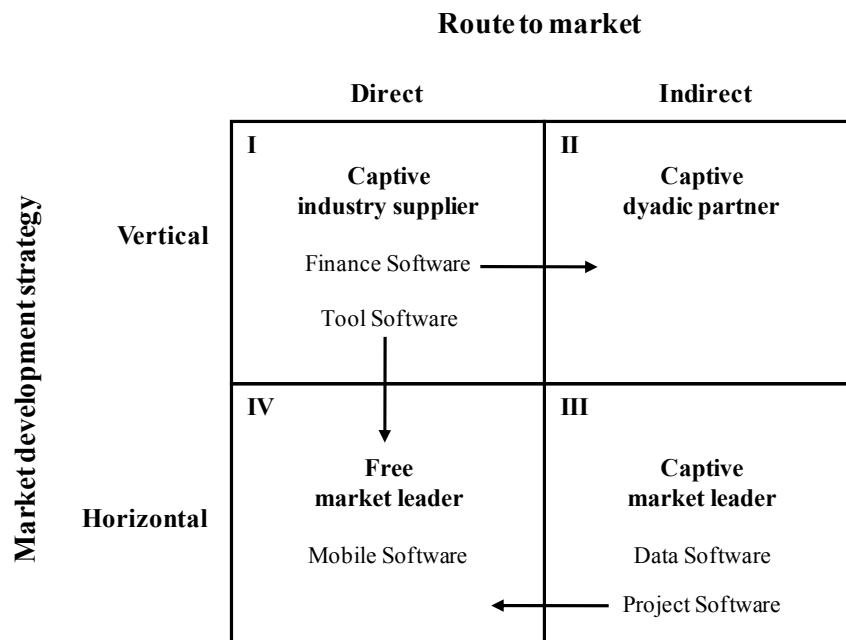 Route to market
Direct
Indirect
Market development strategy
Vertical
I
Captive
industry supplier
Finance Software
Tool Software
II
Captive
dyadic partner
Horizontal
IV
Free
market leader
Mobile Software
III
Captive
market leader
Data Software
Project Software